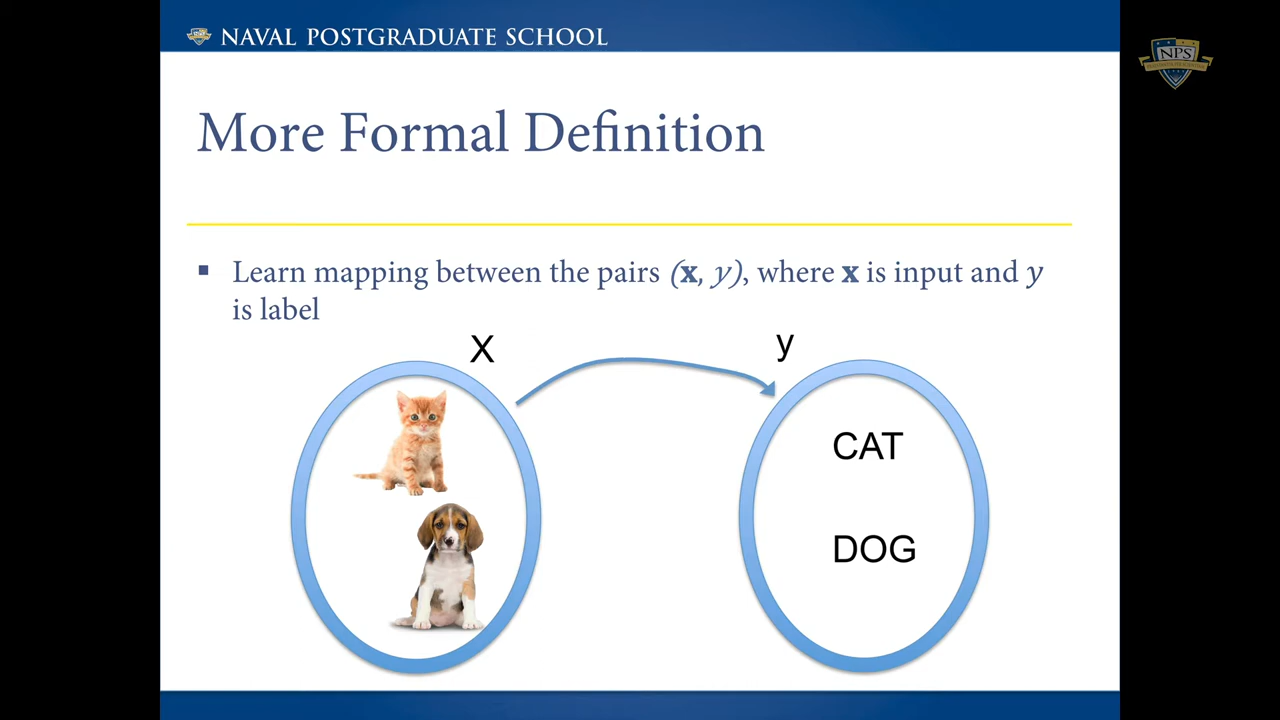 NAVAL POSTGRADUATE SCHOOL
NPS
More Formal Definition
▪ Learn mapping between the pairs (x, y), where x is input and y
is label
X
y
CAT
DOG